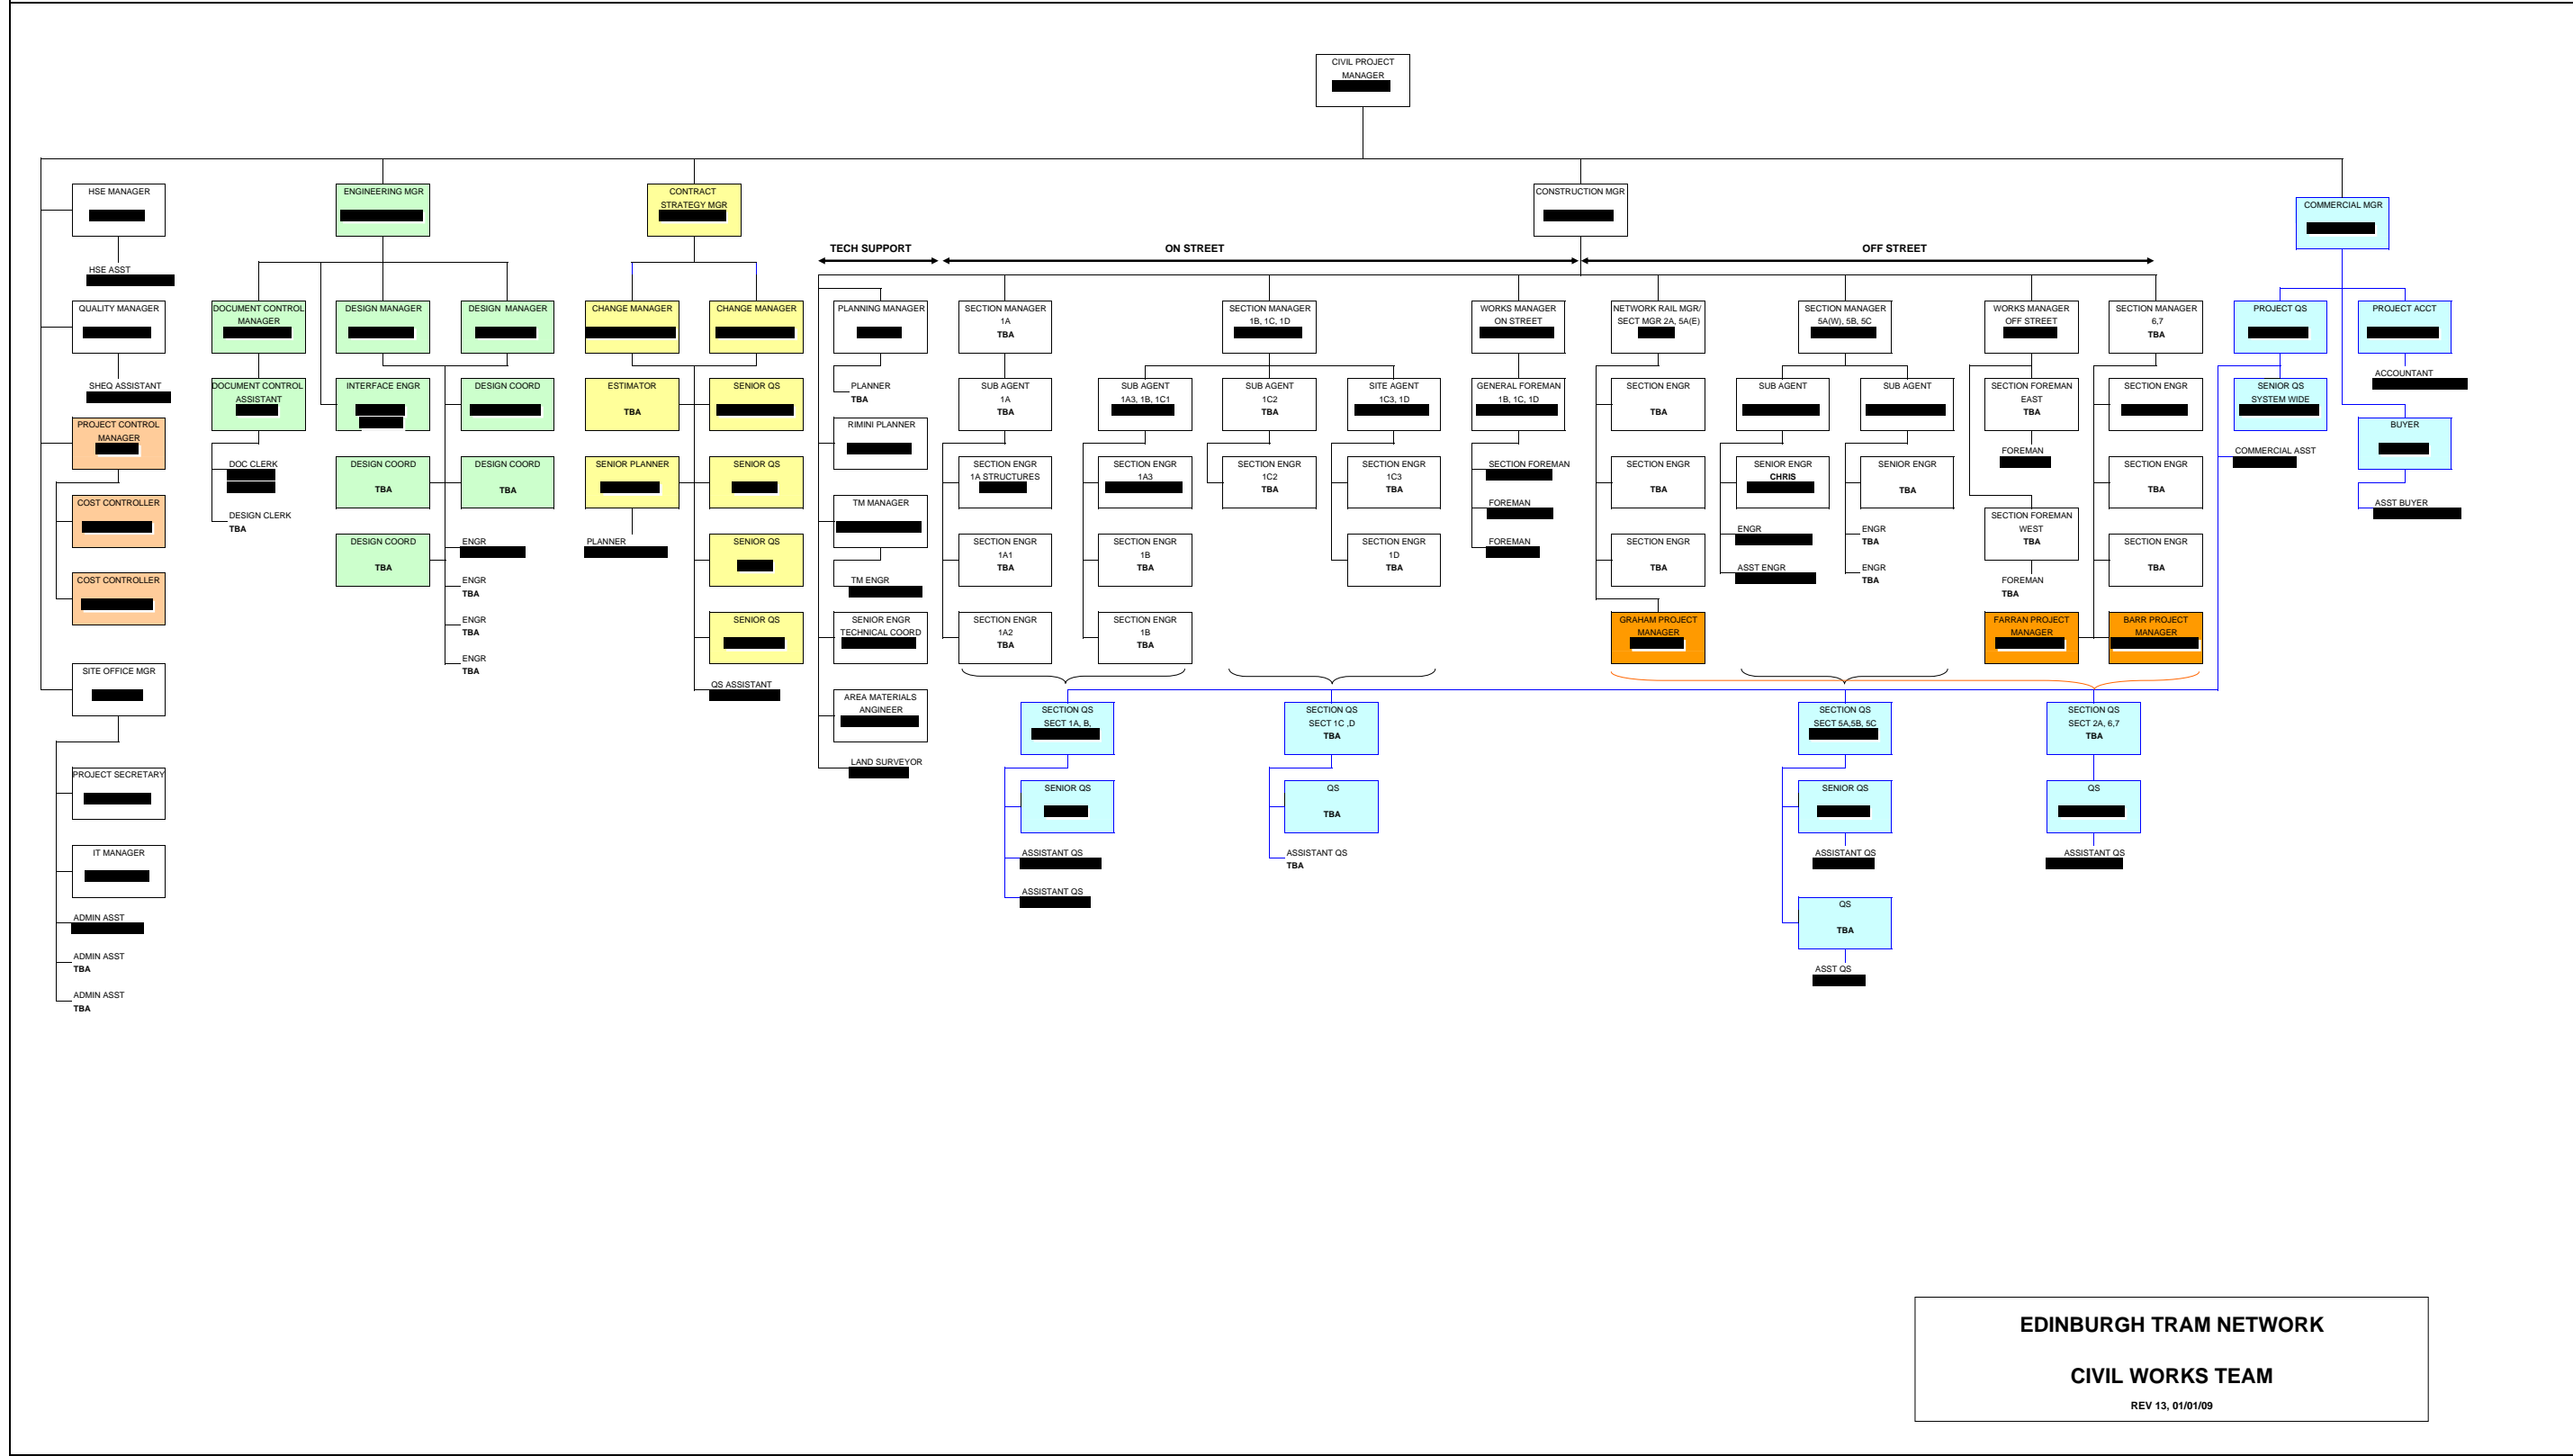 CIVIL PROJECT
MANAGER
HSE MANAGER
HSE ASST
QUALITY MANAGER
SHEQ ASSISTANT
PROJECT CONTROL
MANAGER
COST CONTROLLER
COST CONTROLLER
SITE OFFICE MGR
PROJECT SECRETARY
IT MANAGER
ADMIN ASST
ADMIN ASST
TBA
ADMIN ASST
TBA
ENGINEERING MGR
DOCUMENT CONTROL
MANAGER
DOCUMENT CONTROL
ASSISTANT
DOC CLERK
DESIGN CLERK
TBA
DESIGN MANAGER
INTERFACE ENGR
DESIGN COORD
TBA
DESIGN COORD
TBA
DESIGN MANAGER
DESIGN COORD
DESIGN COORD
TBA
ENGR
ENGR
TBA
ENGR
TBA
ENGR
TBA
CONTRACT
STRATEGY MGR
CHANGE MANAGER
ESTIMATOR
TBA
SENIOR PLANNER
PLANNER
CHANGE MANAGER
SENIOR QS
SENIOR QS
SENIOR QS
SENIOR QS
QS ASSISTANT
CONSTRUCTION MGR
TECH SUPPORT
ON STREET
OFF STREET
PLANNING MANAGER
PLANNER
TBA
RIMINI PLANNER
TM MANAGER
TM ENGR
SENIOR ENGR
TECHNICAL COORD
AREA MATERIALS
ANGINEER
LAND SURVEYOR
SECTION MANAGER
1A
TBA
SUB AGENT
1A
TBA
SECTION ENGR
1A STRUCTURES
SECTION ENGR
1A1
TBA
SECTION ENGR
1A2
TBA
SECTION MANAGER
1B, 1C, 1D
SUB AGENT
1A3, 1B, 1C1
SECTION ENGR
1A3
SECTION ENGR
1B
TBA
SECTION ENGR
1B
TBA
SUB AGENT
1C2
TBA
SECTION ENGR
1C2
TBA
SITE AGENT
1C3, 1D
SECTION ENGR
1C3
TBA
SECTION ENGR
1D
TBA
WORKS MANAGER
ON STREET
GENERAL FOREMAN
1B, 1C, 1D
SECTION FOREMAN
FOREMAN
FOREMAN
NETWORK RAIL MGR/
SECT MGR 2A, 5A(E)
SECTION ENGR
TBA
SECTION ENGR
TBA
SECTION ENGR
TBA
GRAHAM PROJECT
MANAGER
SECTION MANAGER
5A(W), 5B, 5C
SUB AGENT
SENIOR ENGR
CHRIS
ENGR
ASST ENGR
SUB AGENT
SENIOR ENGR
TBA
ENGR
TBA
ENGR
TBA
WORKS MANAGER
OFF STREET
SECTION FOREMAN
EAST
TBA
FOREMAN
SECTION FOREMAN
WEST
TBA
FOREMAN
TBA
FARRAN PROJECT
MANAGER
SECTION MANAGER
6,7
TBA
SECTION ENGR
SECTION ENGR
TBA
SECTION ENGR
TBA
BARR PROJECT
MANAGER
COMMERCIAL MGR
PROJECT QS
SENIOR QS
SYSTEM WIDE
COMMERCIAL ASST
PROJECT ACCT
ACCOUNTANT
BUYER
ASST BUYER
SECTION QS
SECT 1A, B,
SENIOR QS
ASSISTANT QS
ASSISTANT QS
SECTION QS
SECT 1C ,D
TBA
QS
TBA
ASSISTANT QS
TBA
SECTION QS
SECT 5A,5B, 5C
SENIOR QS
ASSISTANT QS
QS
TBA
ASST QS
SECTION QS
SECT 2A, 6,7
TBA
QS
ASSISTANT QS
EDINBURGH TRAM NETWORK
CIVIL WORKS TEAM
REV 13, 01/01/09